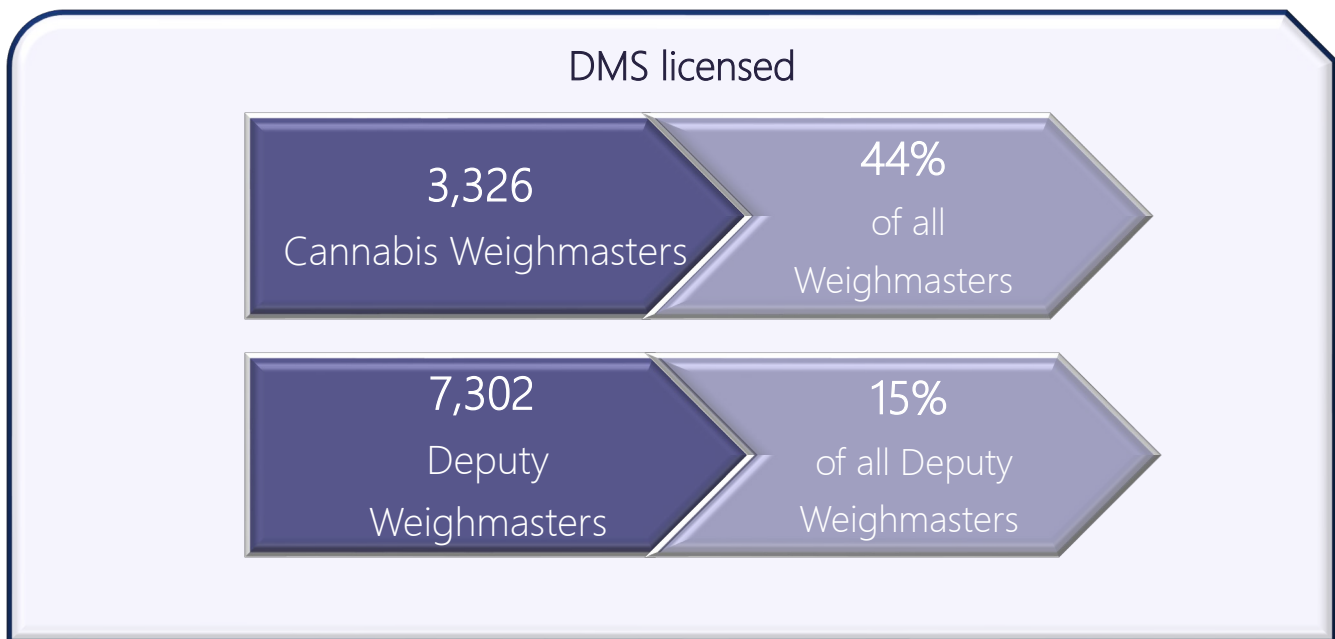 DMS licensed
3,326
Cannabis Weighmasters
44%
of all
Weighmasters
7,302
Deputy
Weighmasters
15%
of all Deputy
Weighmasters